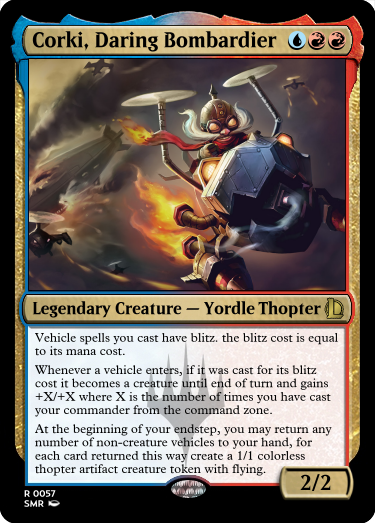 Corki, Daring Bombardier
Legendary Creature — Yordle Thopter
Vehicle spells you cast have blitz. the blitz cost is equal
to its mana cost.
Whenever a vehicle enters, if it was cast for its blitz
cost it becomes a creature until end of turn and gains
+X/+X where X is the number of times you have cast
your commander from the command zone.
At the beginning of your endstep, you may return any
number of non-creature vehicles to your hand, for
each card returned this way create a 1/1 colorless
thopter artifact creature token with flying.
2/2
R 0057
SMR